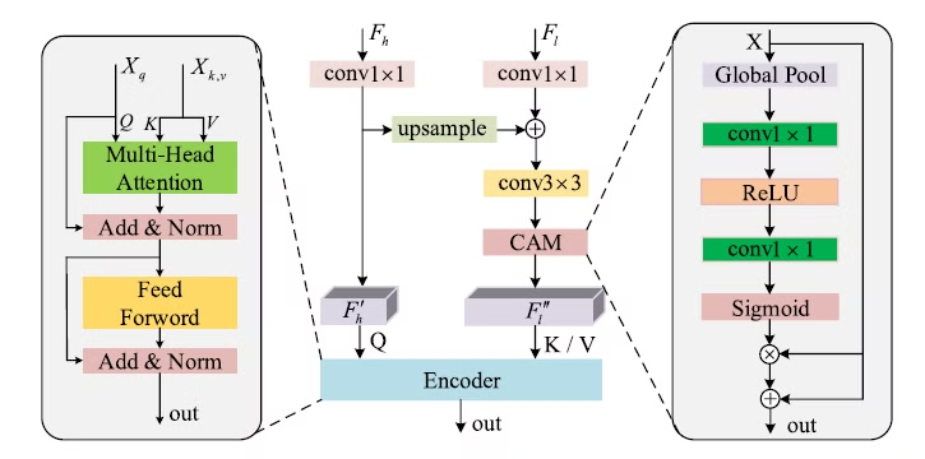 X_q
X_{k,v}
Q
K
V
Multi-Head
Attention
Add & Norm
Feed
Forword
Add & Norm
out
F_h
F_l
conv1×1
conv1×1
upsample
+
conv3×3
CAM
F'_h
F''_l
Q
K / V
Encoder
out
X
Global Pool
conv1 × 1
ReLU
conv1 × 1
Sigmoid
×
+
out